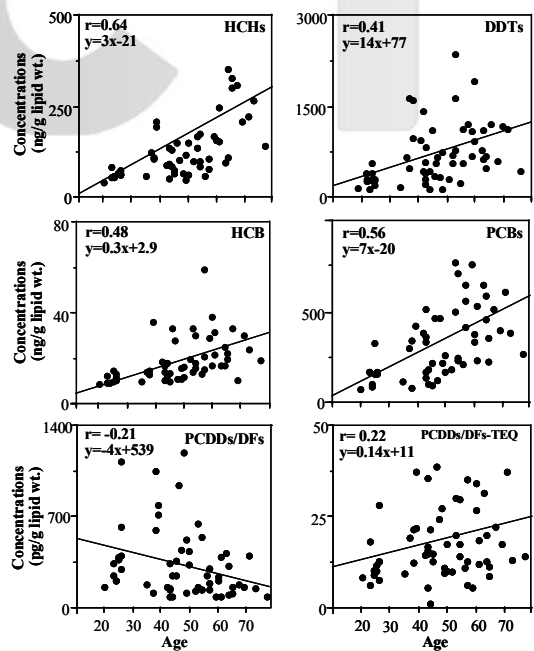 500
250
0
Concentrations
(ng/g lipid wt.)
r=0.64
y=3x-21
HCHs
3000
1500
0
r=0.41
y=14x+77
DDTs
80
40
0
Concentrations
(ng/g lipid wt.)
r=0.48
y=0.3x+2.9
HCB
500
0
r=0.56
y=7x-20
PCBs
1400
700
0
Concentrations
(pg/g lipid wt.)
r= -0.21
y=-4x+539
PCDDs/DFs
20 30 40 50 60 70
Age
50
25
0
r= 0.22
y=0.14x+11
PCDDs/DFs-TEQ
20 30 40 50 60 70
Age